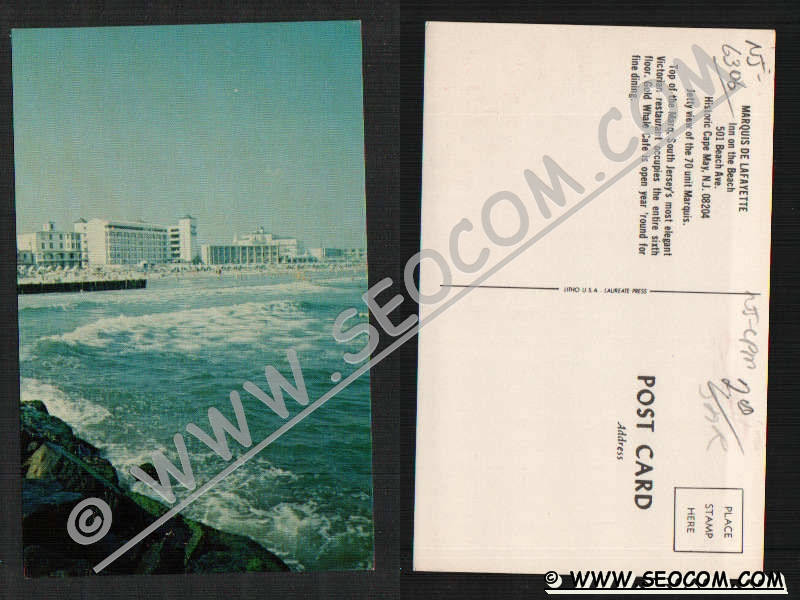 MARQUIS DE LAFAYETTE
Inn on the Beach
501 Beach Ave.
Historic Cape May, N.J. 08204
Jetty view of the 70 unit Marquis.
Top of the Marq, South Jersey's most elegant
Victorian restaurant occupies the entire sixth
floor. Gold Whale Cafe is open year 'round for
fine dining.
NJ-
6306
LITHO U.S.A. LAUREATE PRESS
NJ-CPM
POST CARD
Address
PLACE
STAMP
HERE
© WWW.SEOCOM.COM
© WWW.SEOCOM.COM